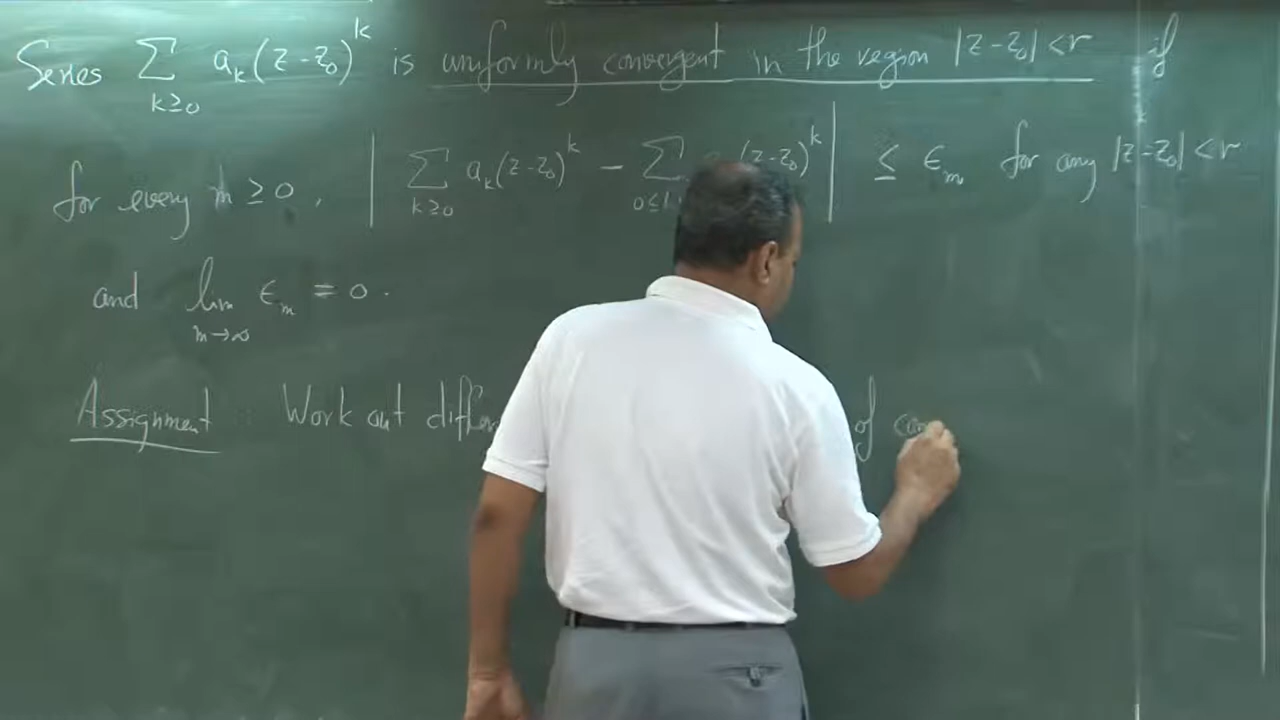 Series ∑_{k≥0} a_k(z-z_0)^k is uniformly convergent in the region |z-z_0|<r if
for every m ≥ 0, | ∑_{k≥0} a_k(z-z_0)^k - ∑_{0≤k (z-z_0)^k | ≤ ϵ_m for any |z-z_0|<r
and lim_{m→∞} ϵ_m = 0.
Assignment Work out of